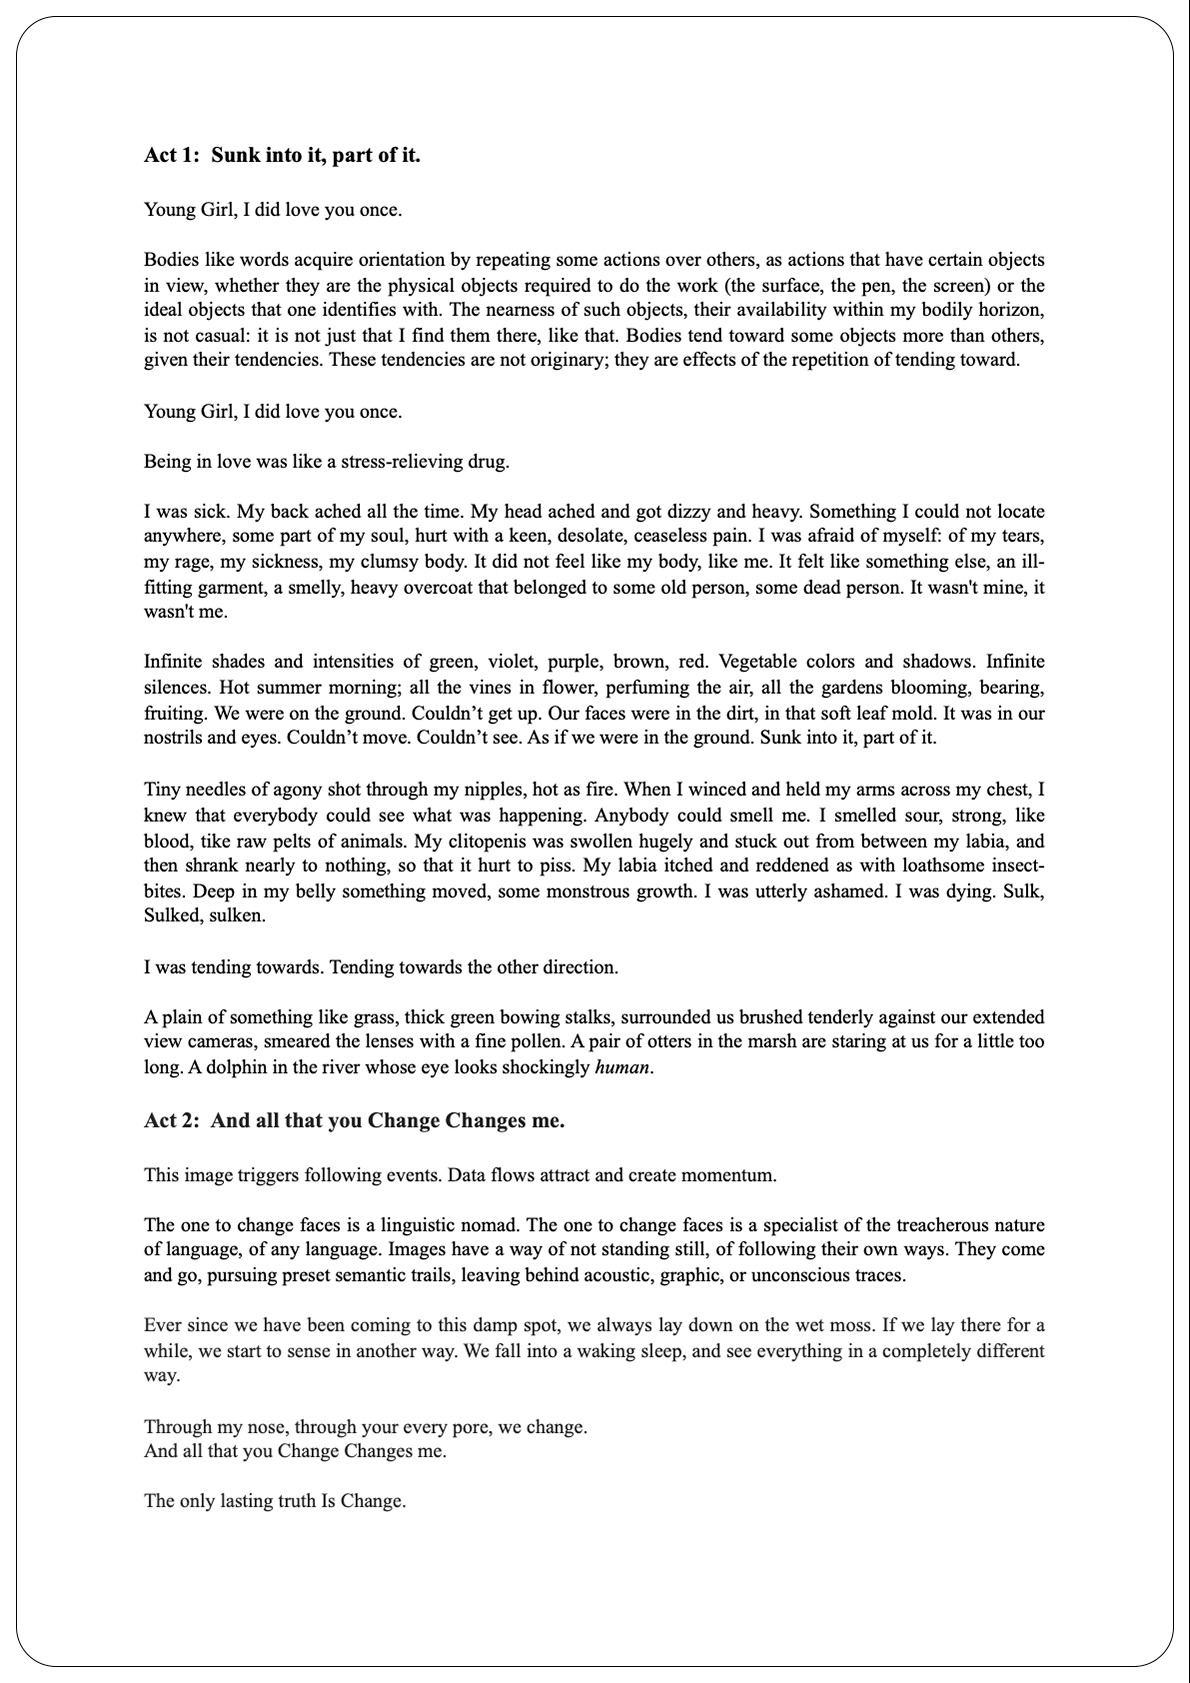 Act 1:  Sunk into it, part of it.
Young Girl, I did love you once.
Bodies like words acquire orientation by repeating some actions over others, as actions that have certain objects
in view, whether they are the physical objects required to do the work (the surface, the pen, the screen) or the
ideal objects that one identifies with. The nearness of such objects, their availability within my bodily horizon,
is not casual: it is not just that I find them there, like that. Bodies tend toward some objects more than others,
given their tendencies. These tendencies are not originary; they are effects of the repetition of tending toward.
Young Girl, I did love you once.
Being in love was like a stress-relieving drug.
I was sick. My back ached all the time. My head ached and got dizzy and heavy. Something I could not locate
anywhere, some part of my soul, hurt with a keen, desolate, ceaseless pain. I was afraid of myself: of my tears,
my rage, my sickness, my clumsy body. It did not feel like my body, like me. It felt like something else, an ill-
fitting garment, a smelly, heavy overcoat that belonged to some old person, some dead person. It wasn't mine, it
wasn't me.
Infinite shades and intensities of green, violet, purple, brown, red. Vegetable colors and shadows. Infinite
silences. Hot summer morning; all the vines in flower, perfuming the air, all the gardens blooming, bearing,
fruiting. We were on the ground. Couldn’t get up. Our faces were in the dirt, in that soft leaf mold. It was in our
nostrils and eyes. Couldn’t move. Couldn’t see. As if we were in the ground. Sunk into it, part of it.
Tiny needles of agony shot through my nipples, hot as fire. When I winced and held my arms across my chest, I
knew that everybody could see what was happening. Anybody could smell me. I smelled sour, strong, like
blood, tike raw pelts of animals. My clitopenis was swollen hugely and stuck out from between my labia, and
then shrank nearly to nothing, so that it hurt to piss. My labia itched and reddened as with loathsome insect-
bites. Deep in my belly something moved, some monstrous growth. I was utterly ashamed. I was dying. Sulk,
Sulked, sulken.
I was tending towards. Tending towards the other direction.
A plain of something like grass, thick green bowing stalks, surrounded us brushed tenderly against our extended
view cameras, smeared the lenses with a fine pollen. A pair of otters in the marsh are staring at us for a little too
long. A dolphin in the river whose eye looks shockingly human.
Act 2:  And all that you Change Changes me.
This image triggers following events. Data flows attract and create momentum.
The one to change faces is a linguistic nomad. The one to change faces is a specialist of the treacherous nature
of language, of any language. Images have a way of not standing still, of following their own ways. They come
and go, pursuing preset semantic trails, leaving behind acoustic, graphic, or unconscious traces.
Ever since we have been coming to this damp spot, we always lay down on the wet moss. If we lay there for a
while, we start to sense in another way. We fall into a waking sleep, and see everything in a completely different
way.
Through my nose, through your every pore, we change.
And all that you Change Changes me.
The only lasting truth Is Change.